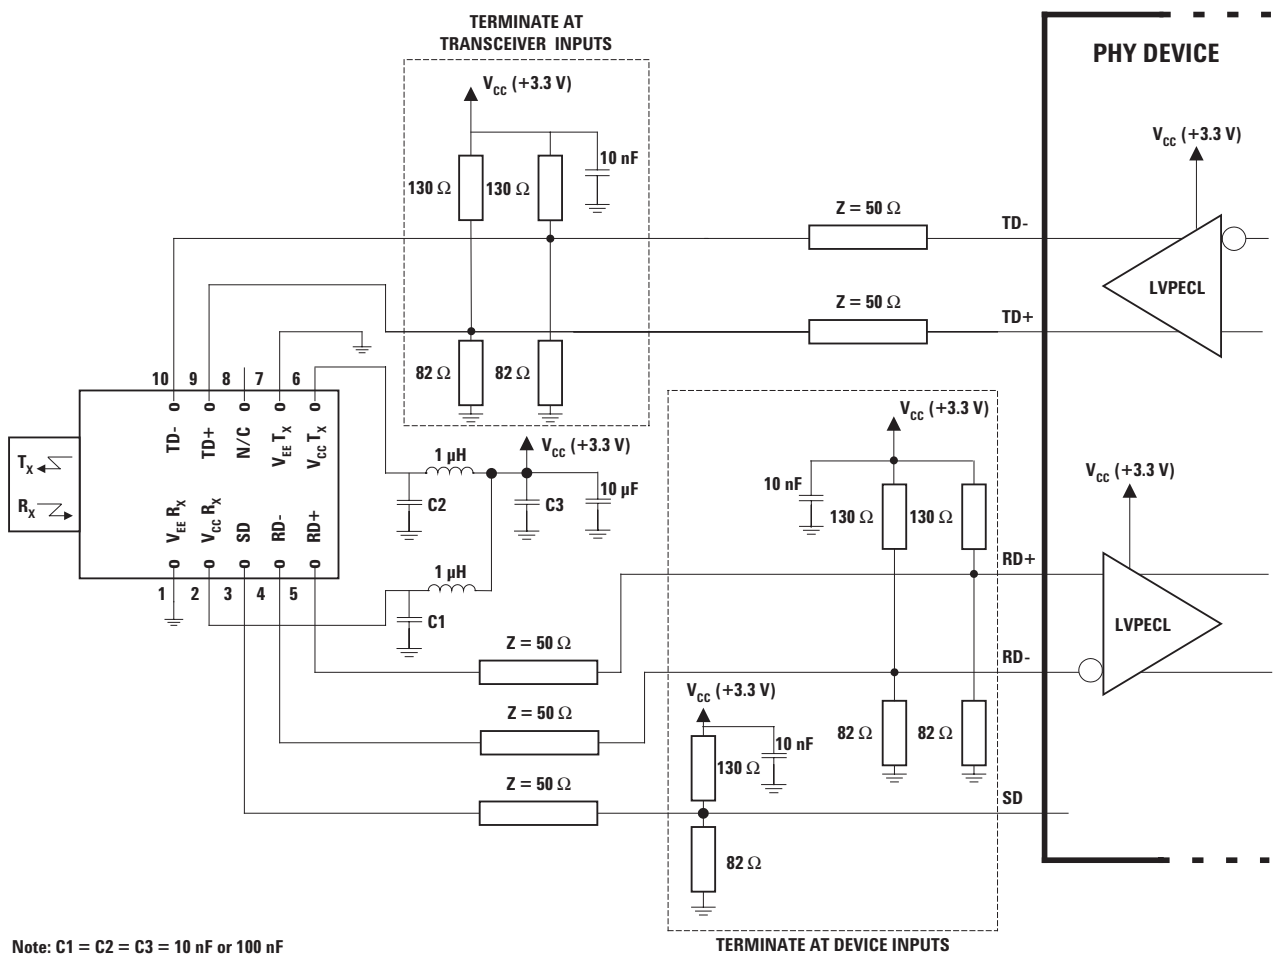 TERMINATE AT
TRANSCEIVER INPUTS
PHY DEVICE
V_CC (+3.3 V)
V_CC (+3.3 V)
10 nF
130 Ω 130 Ω
Z = 50 Ω
TD-
LVPECL
Z = 50 Ω
TD+
82 Ω 82 Ω
10 9 8 7 6
TD- TD+ N/C V_EE T_X V_CC T_X
T_X
R_X
V_EE R_X V_CC R_X SD RD- RD+
1 2 3 4 5
1 µH
V_CC (+3.3 V)
C2
C3
10 µF
1 µH
C1
V_CC (+3.3 V)
V_CC (+3.3 V)
10 nF
130 Ω 130 Ω
RD+
LVPECL
Z = 50 Ω
RD-
V_CC (+3.3 V)
Z = 50 Ω
10 nF
82 Ω 82 Ω
130 Ω
Z = 50 Ω
SD
82 Ω
Note: C1 = C2 = C3 = 10 nF or 100 nF
TERMINATE AT DEVICE INPUTS